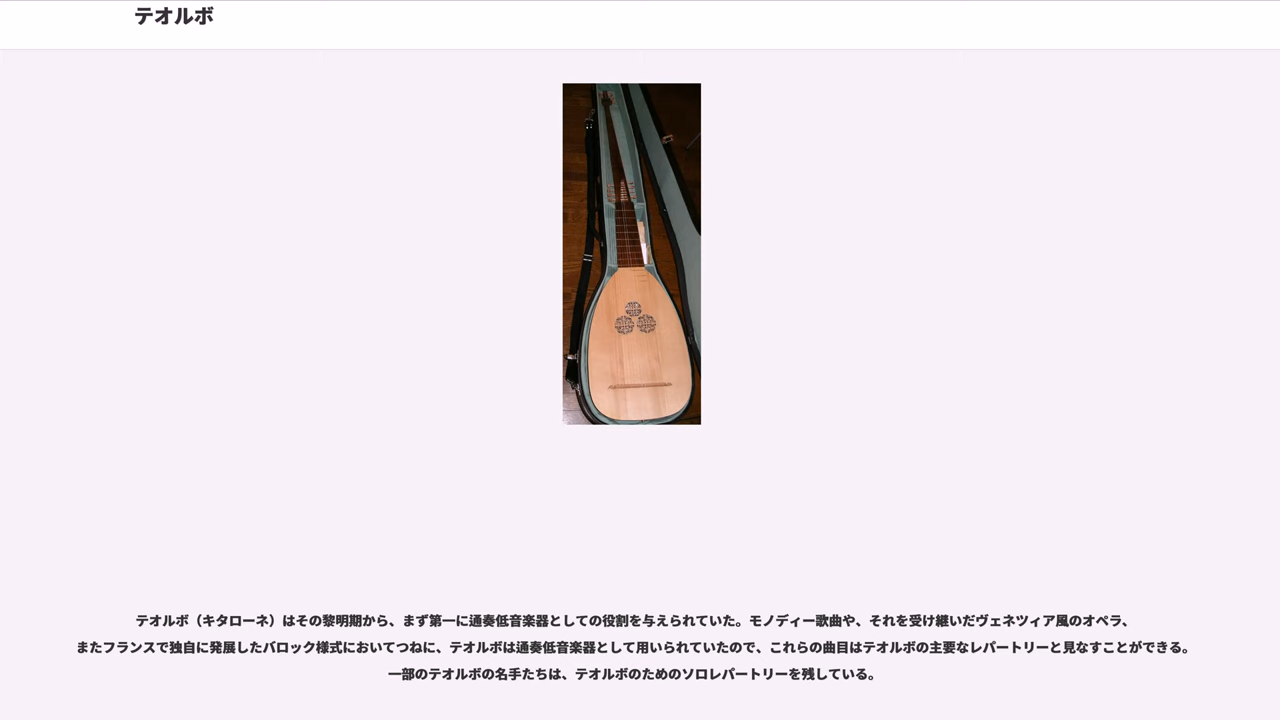 テオルボ
テオルボ（キタローネ）はその黎明期から、まず第一に通奏低音楽器としての役割を与えられていた。モノディー歌曲や、それを受け継いだヴェネツィア風のオペラ、
またフランスで独自に発展したバロック様式においてつねに、テオルボは通奏低音楽器として用いられていたので、これらの曲目はテオルボの主要なレパートリーと見なすことができる。
一部のテオルボの名手たちは、テオルボのためのソロレパートリーを残している。